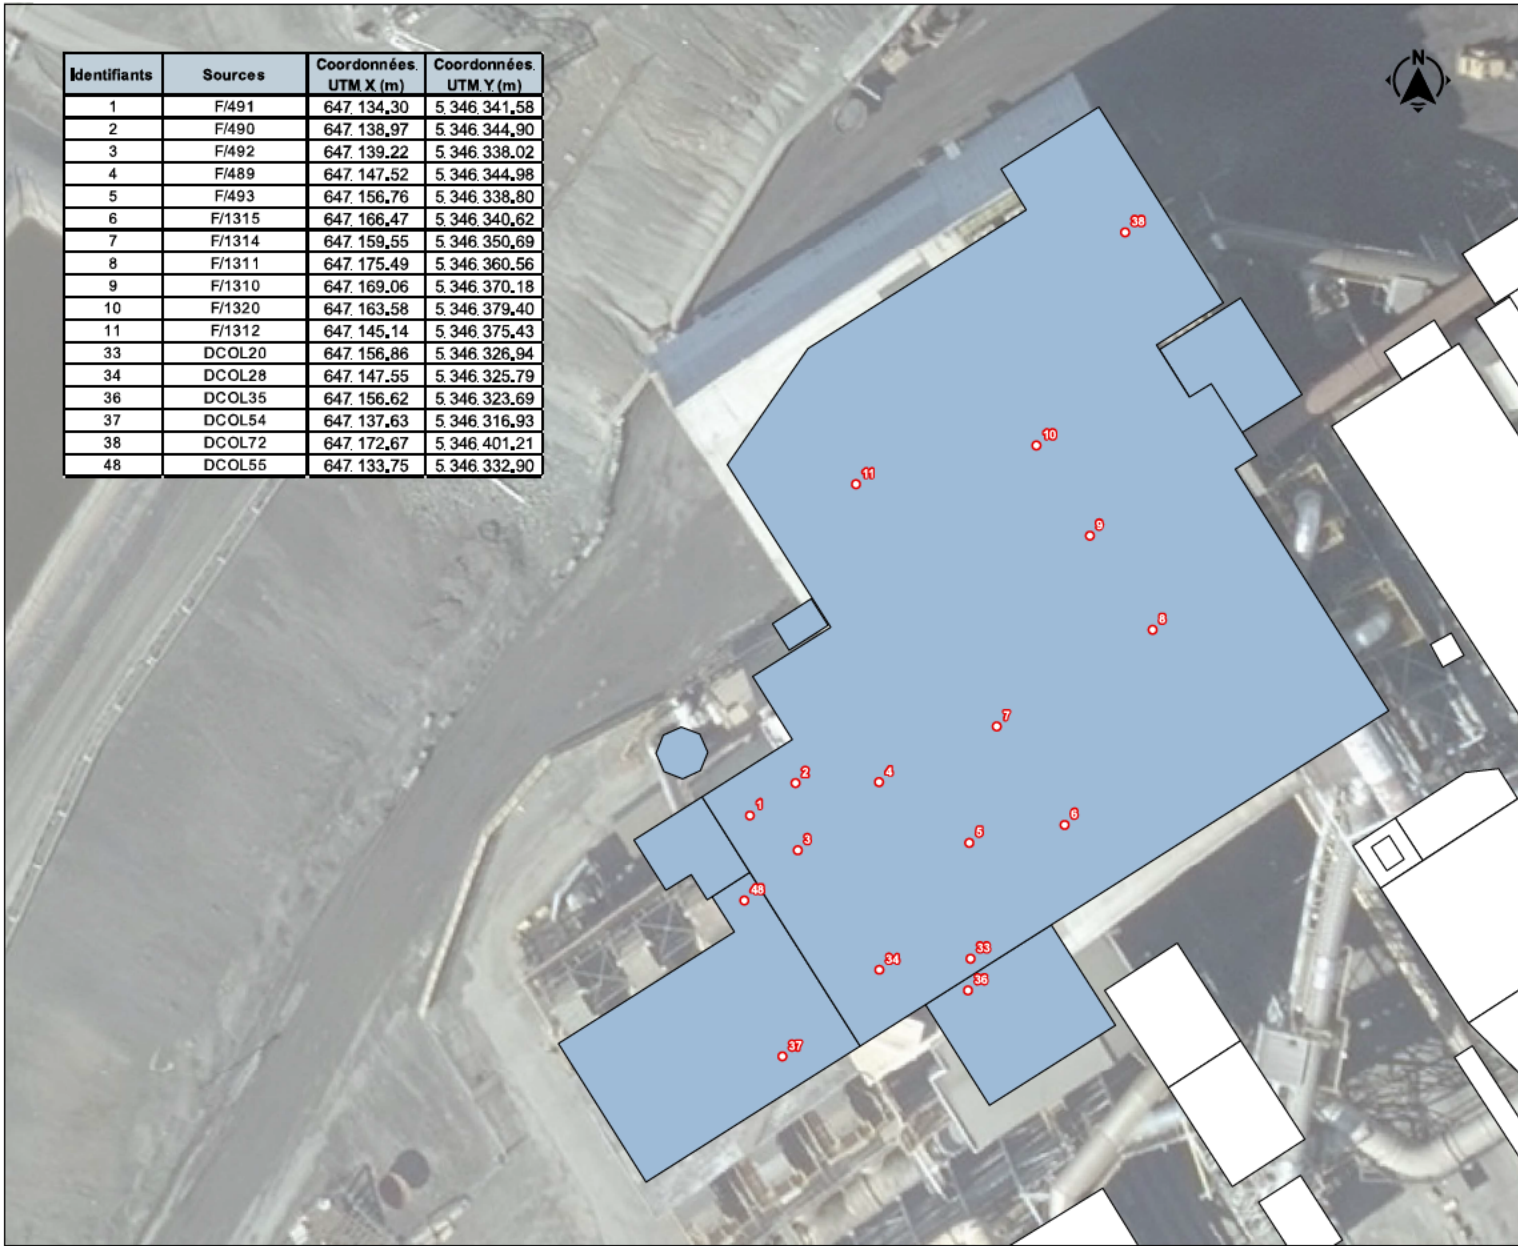 Identifiants Sources Coordonnées. UTM. X (m) Coordonnées. UTM. Y (m)
1 F/491 647. 134.30 5. 346. 341.58
2 F/490 647. 138.97 5. 346. 344.90
3 F/492 647. 139.22 5. 346. 338.02
4 F/489 647. 147.52 5. 346. 344.98
5 F/493 647. 156.76 5. 346. 338.80
6 F/1315 647. 166.47 5. 346. 340.62
7 F/1314 647. 159.55 5. 346. 350.69
8 F/1311 647. 175.49 5. 346. 360.56
9 F/1310 647. 169.06 5. 346. 370.18
10 F/1320 647. 163.58 5. 346. 379.40
11 F/1312 647. 145.14 5. 346. 375.43
33 DCOL20 647. 156.86 5. 346. 326.94
34 DCOL28 647. 147.55 5. 346. 325.79
36 DCOL35 647. 156.62 5. 346. 323.69
37 DCOL54 647. 137.63 5. 346. 316.93
38 DCOL72 647. 172.67 5. 346. 401.21
48 DCOL55 647. 133.75 5. 346. 332.90
N
38
10
11
9
8
7
2
4
1
6
5
3
48
33
34
36
37